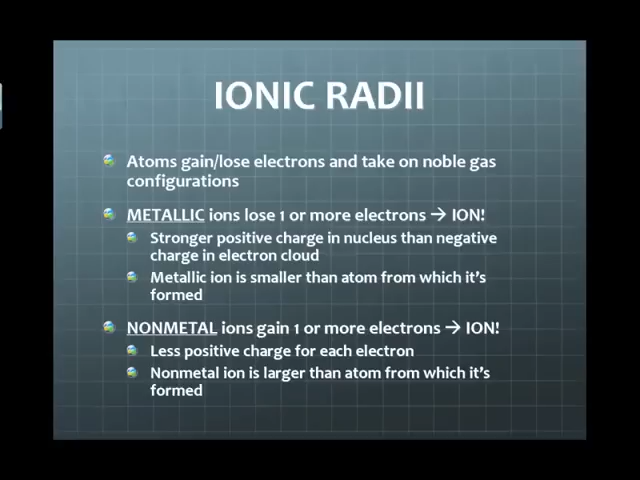 IONIC RADII
Atoms gain/lose electrons and take on noble gas
configurations
METALLIC ions lose 1 or more electrons → ION!
Stronger positive charge in nucleus than negative
charge in electron cloud
Metallic ion is smaller than atom from which it's
formed
NONMETAL ions gain 1 or more electrons → ION!
Less positive charge for each electron
Nonmetal ion is larger than atom from which it's
formed